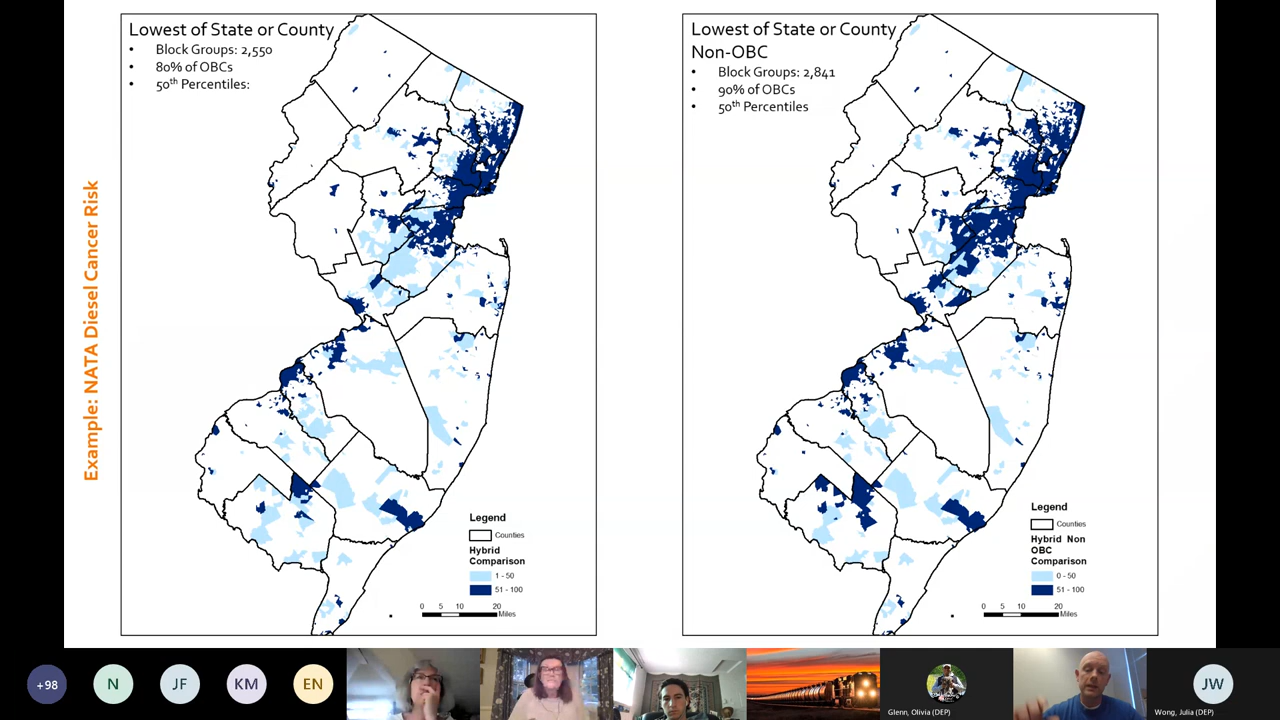 Example: NATA Diesel Cancer Risk
Lowest of State or County
• Block Groups: 2,550
• 80% of OBCs
• 50th Percentiles:
Legend
Counties
Hybrid
Comparison
1 - 50
51 - 100
0 5 10 20
Miles
Lowest of State or County
Non-OBC
• Block Groups: 2,841
• 90% of OBCs
• 50th Percentiles
Legend
Counties
Hybrid Non
OBC
Comparison
0 - 50
51 - 100
0 5 10 20
Miles
+98
N
JF
KM
EN
Glenn, Olivia (DEP)
JW
Wong, Julia (DEP)